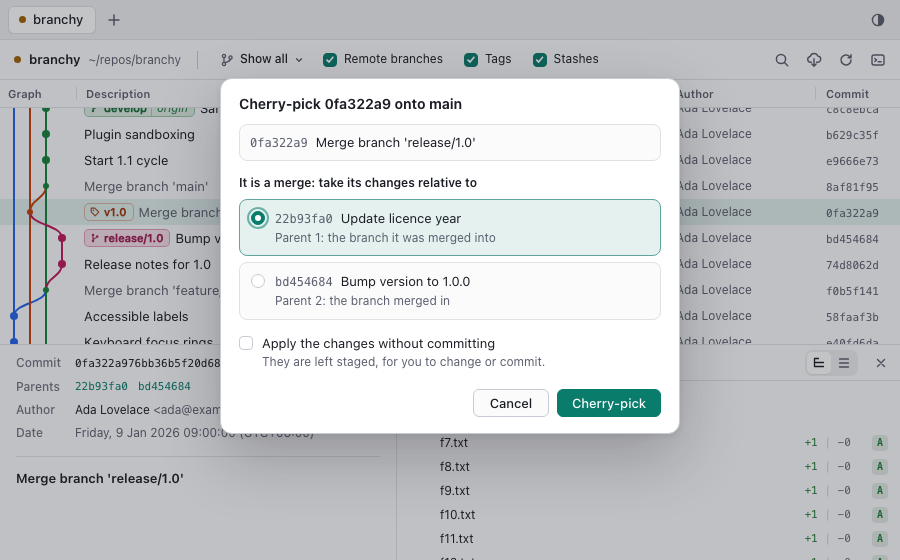 branchy
branchy ~/repos/branchy Show all Remote branches Tags Stashes
Graph Description Author Commit
develop origin Ada Lovelace c8c8ebca
Plugin sandboxing Ada Lovelace b629c35f
Start 1.1 cycle Ada Lovelace e9666e73
Merge branch 'main' Ada Lovelace 8af81f95
v1.0 Merge branch Ada Lovelace 0fa322a9
release/1.0 Bump Ada Lovelace bd454684
Release notes for 1.0 Ada Lovelace 74d8062d
Merge branch 'feature Ada Lovelace f0b5f141
Accessible labels Ada Lovelace 58faaf3b
Keyboard focus rings Ada Lovelace e40fd6da
Cherry-pick 0fa322a9 onto main
0fa322a9 Merge branch 'release/1.0'
It is a merge: take its changes relative to
22b93fa0 Update licence year
Parent 1: the branch it was merged into
bd454684 Bump version to 1.0.0
Parent 2: the branch merged in
Apply the changes without committing
They are left staged, for you to change or commit.
Cancel Cherry-pick
Commit 0fa322a976bb36b5f20d68
Parents 22b93fa0 bd454684
Author Ada Lovelace <ada@exam
Date Friday, 9 Jan 2026 09:00:00
Merge branch 'release/1.0'
f7.txt +1 −0 A
f8.txt +1 −0 A
f9.txt +1 −0 A
f10.txt +1 −0 A
f11.txt +1 −0 A